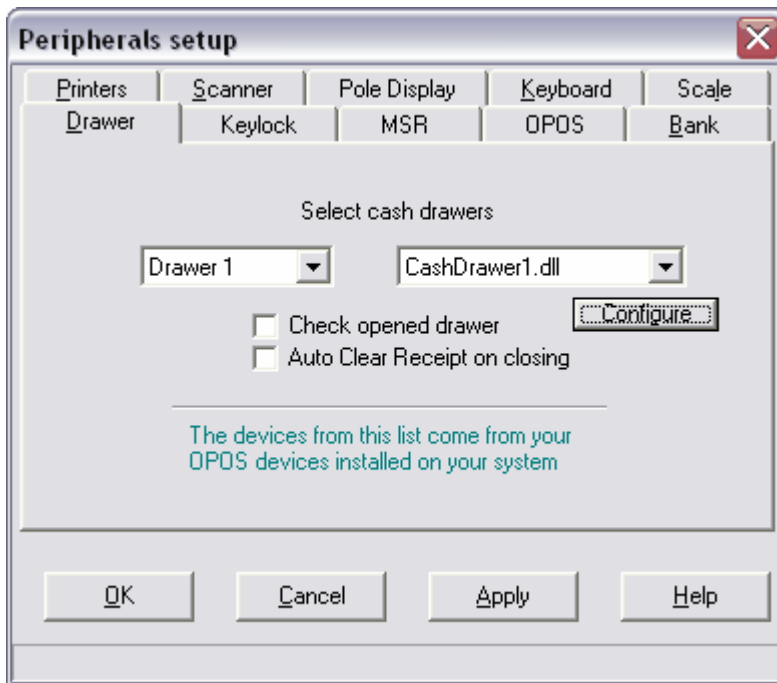 Peripherals setup
Printers Scanner Pole Display Keyboard Scale
Drawer Keylock MSR OPOS Bank
Select cash drawers
Drawer 1 CashDrawer1.dll
Configure
Check opened drawer
Auto Clear Receipt on closing
The devices from this list come from your
OPOS devices installed on your system
OK Cancel Apply Help